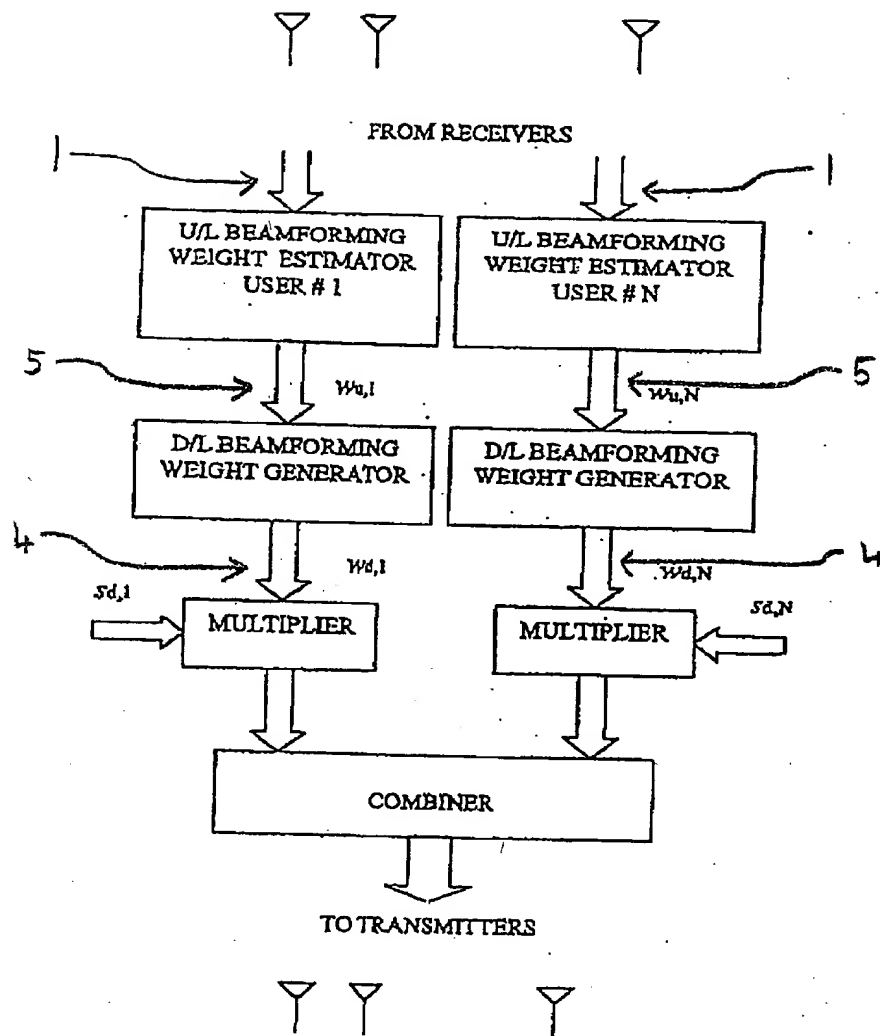 FROM RECEIVERS
1
1
U/L BEAMFORMING
WEIGHT ESTIMATOR
USER # 1
U/L BEAMFORMING
WEIGHT ESTIMATOR
USER # N
5
wu,1
wu,N
5
D/L BEAMFORMING
WEIGHT GENERATOR
D/L BEAMFORMING
WEIGHT GENERATOR
4
wd,1
wd,N
4
sd,1
MULTIPLIER
MULTIPLIER
sd,N
COMBINER
TO TRANSMITTERS